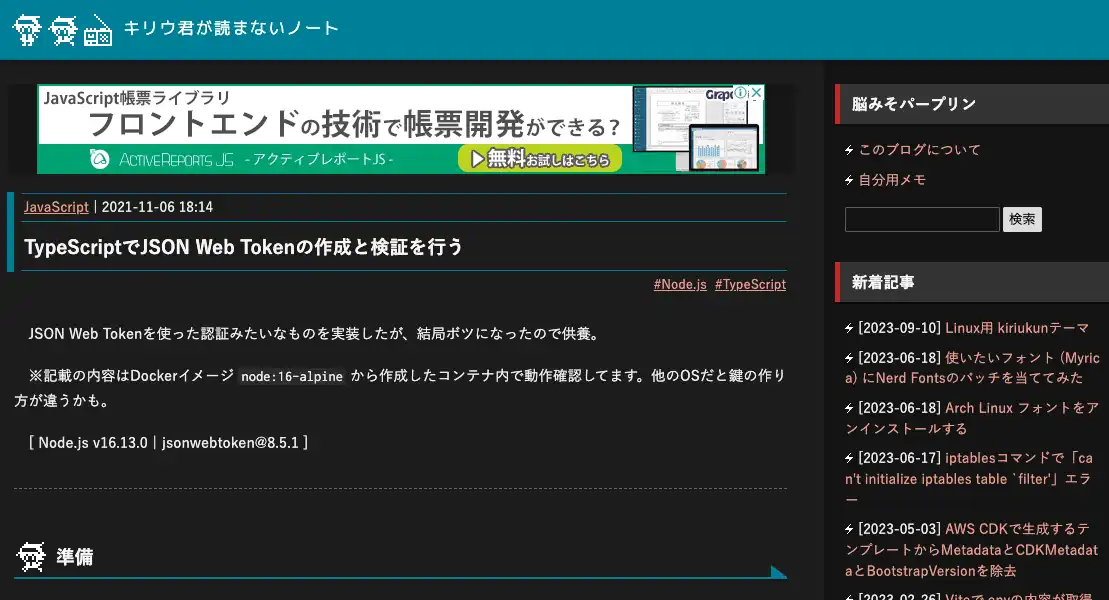 キリウ君が読まないノート
JavaScript帳票ライブラリ
フロントエンドの技術で帳票開発ができる?
ACTIVEREPORTS JS - アクティブレポートJS -
無料お試しはこちら
JavaScript | 2021-11-06 18:14
TypeScriptでJSON Web Tokenの作成と検証を行う
#Node.js #TypeScript
JSON Web Tokenを使った認証みたいなものを実装したが、結局ボツになったので供養。
※記載の内容はDockerイメージ node:16-alpine から作成したコンテナ内で動作確認してます。他のOSだと鍵の作り
方が違うかも。
[ Node.js v16.13.0 | jsonwebtoken@8.5.1 ]
準備
脳みそパープリン
このブログについて
自分用メモ
検索
新着記事
[2023-09-10] Linux用 kiriukunテーマ
[2023-06-18] 使いたいフォント (Myric
a) にNerd Fontsのパッチを当ててみた
[2023-06-18] Arch Linux フォントをア
ンインストールする
[2023-06-17] iptablesコマンドで「ca
n't initialize iptables table `filter'」エラ
ー
[2023-05-03] AWS CDKで生成するテ
ンプレートからMetadataとCDKMetadat
aとBootstrapVersionを除去